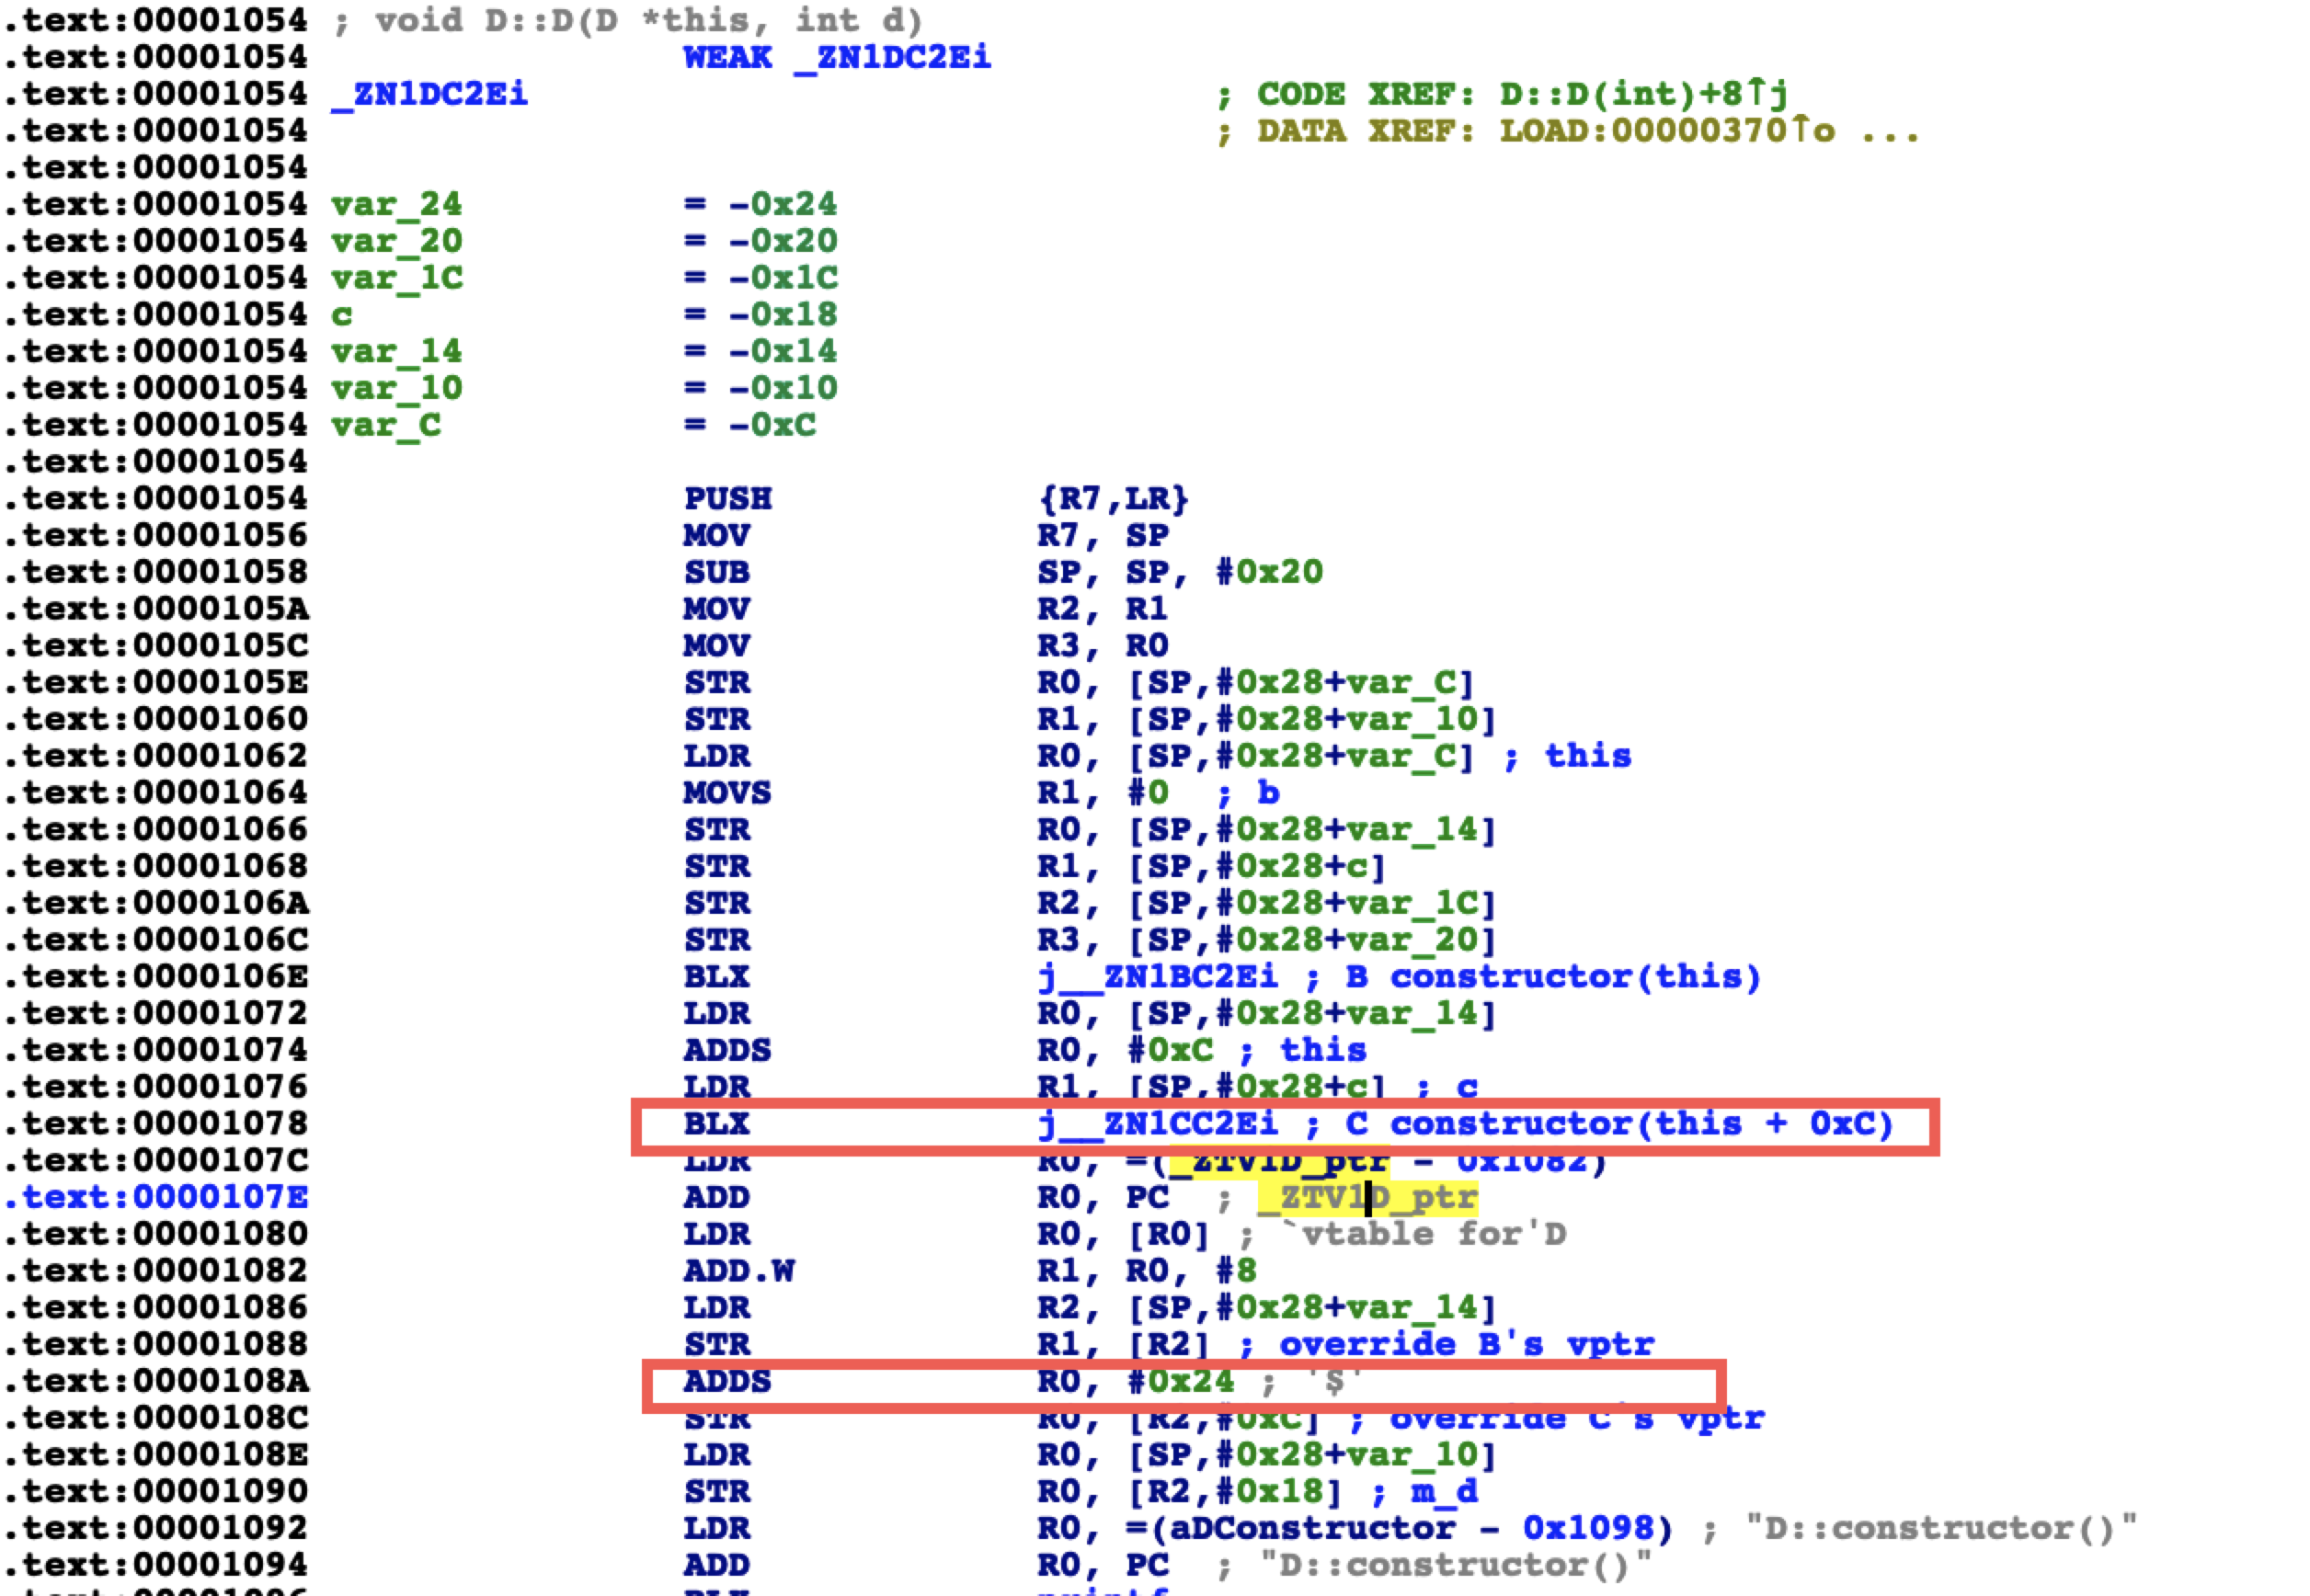 .text:00001054 ; void D::D(D *this, int d)
.text:00001054 WEAK _ZN1DC2Ei
.text:00001054 _ZN1DC2Ei ; CODE XREF: D::D(int)+8↑j
.text:00001054 ; DATA XREF: LOAD:00000370↑o ...
.text:00001054
.text:00001054 var_24 = -0x24
.text:00001054 var_20 = -0x20
.text:00001054 var_1C = -0x1C
.text:00001054 c = -0x18
.text:00001054 var_14 = -0x14
.text:00001054 var_10 = -0x10
.text:00001054 var_C = -0xC
.text:00001054
.text:00001054 PUSH {R7,LR}
.text:00001056 MOV R7, SP
.text:00001058 SUB SP, SP, #0x20
.text:0000105A MOV R2, R1
.text:0000105C MOV R3, R0
.text:0000105E STR R0, [SP,#0x28+var_C]
.text:00001060 STR R1, [SP,#0x28+var_10]
.text:00001062 LDR R0, [SP,#0x28+var_C] ; this
.text:00001064 MOVS R1, #0 ; b
.text:00001066 STR R0, [SP,#0x28+var_14]
.text:00001068 STR R1, [SP,#0x28+c]
.text:0000106A STR R2, [SP,#0x28+var_1C]
.text:0000106C STR R3, [SP,#0x28+var_20]
.text:0000106E BLX j__ZN1BC2Ei ; B constructor(this)
.text:00001072 LDR R0, [SP,#0x28+var_14]
.text:00001074 ADDS R0, #0xC ; this
.text:00001076 LDR R1, [SP,#0x28+c] ; c
.text:00001078 BLX j__ZN1CC2Ei ; C constructor(this + 0xC)
.text:0000107C LDR R0, =(_ZTV1D_ptr - 0x1082)
.text:0000107E ADD R0, PC ; _ZTV1D_ptr
.text:00001080 LDR R0, [R0] ; `vtable for'D
.text:00001082 ADD.W R1, R0, #8
.text:00001086 LDR R2, [SP,#0x28+var_14]
.text:00001088 STR R1, [R2] ; override B's vptr
.text:0000108A ADDS R0, #0x24 ; '$'
.text:0000108C STR R0, [R2,#0xC] ; override C's vptr
.text:0000108E LDR R0, [SP,#0x28+var_10]
.text:00001090 STR R0, [R2,#0x18] ; m_d
.text:00001092 LDR R0, =(aDConstructor - 0x1098) ; "D::constructor()"
.text:00001094 ADD R0, PC ; "D::constructor()"